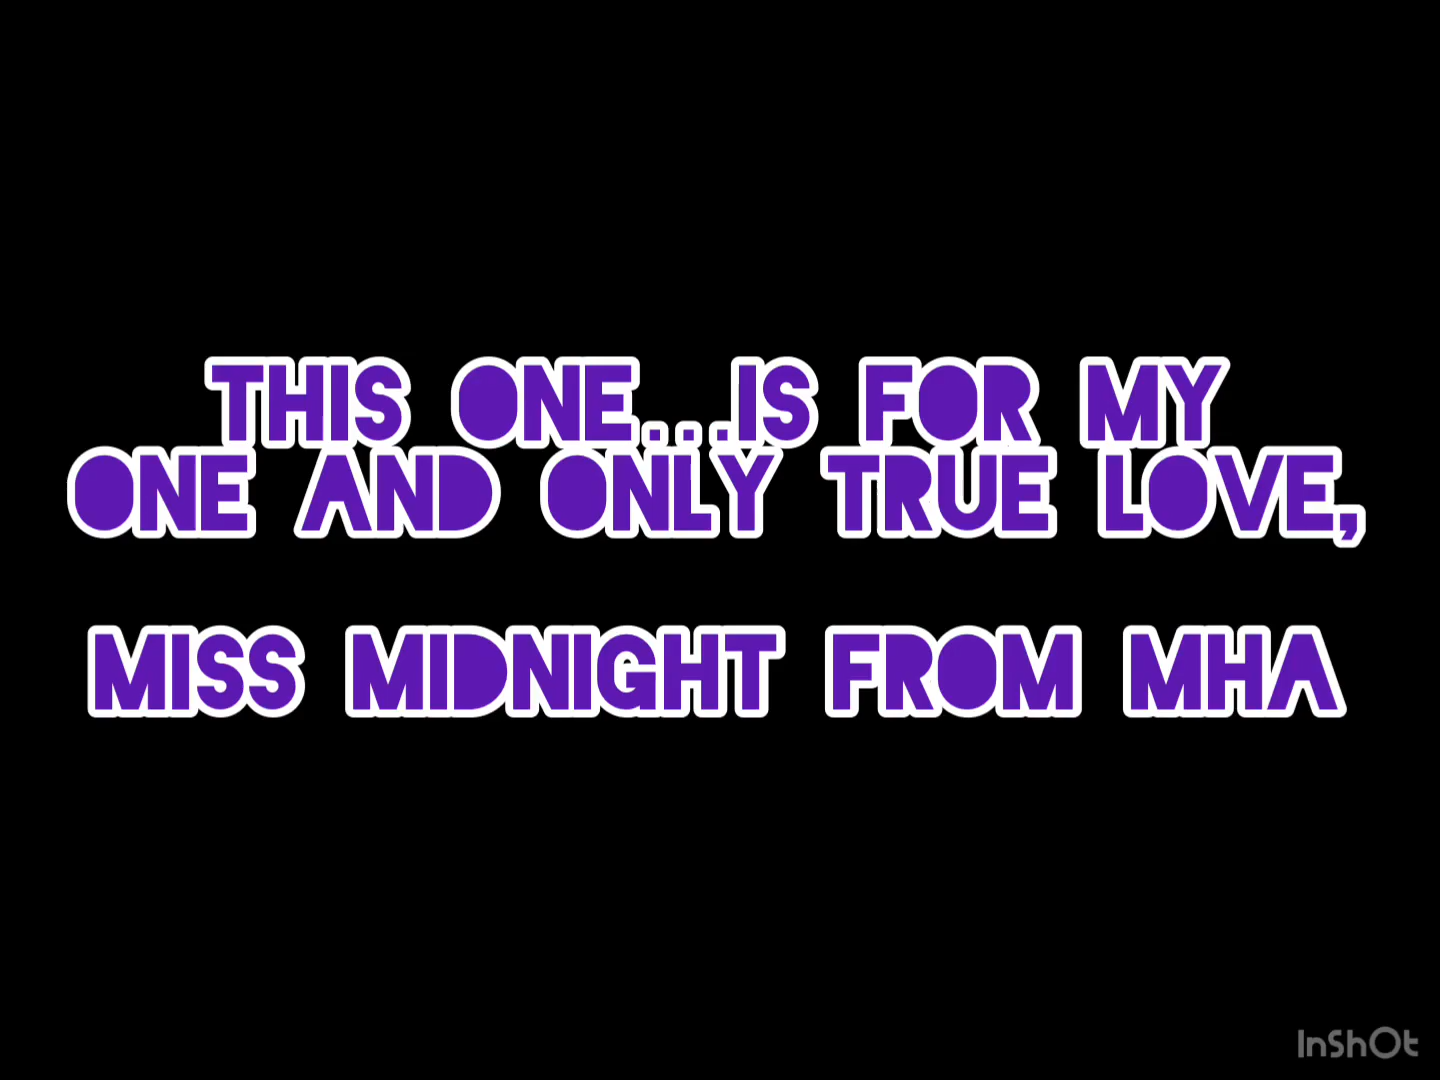 THIS ONE...IS FOR MY
ONE AND ONLY TRUE LOVE,
MISS MIDNIGHT FROM MHA
InShOt